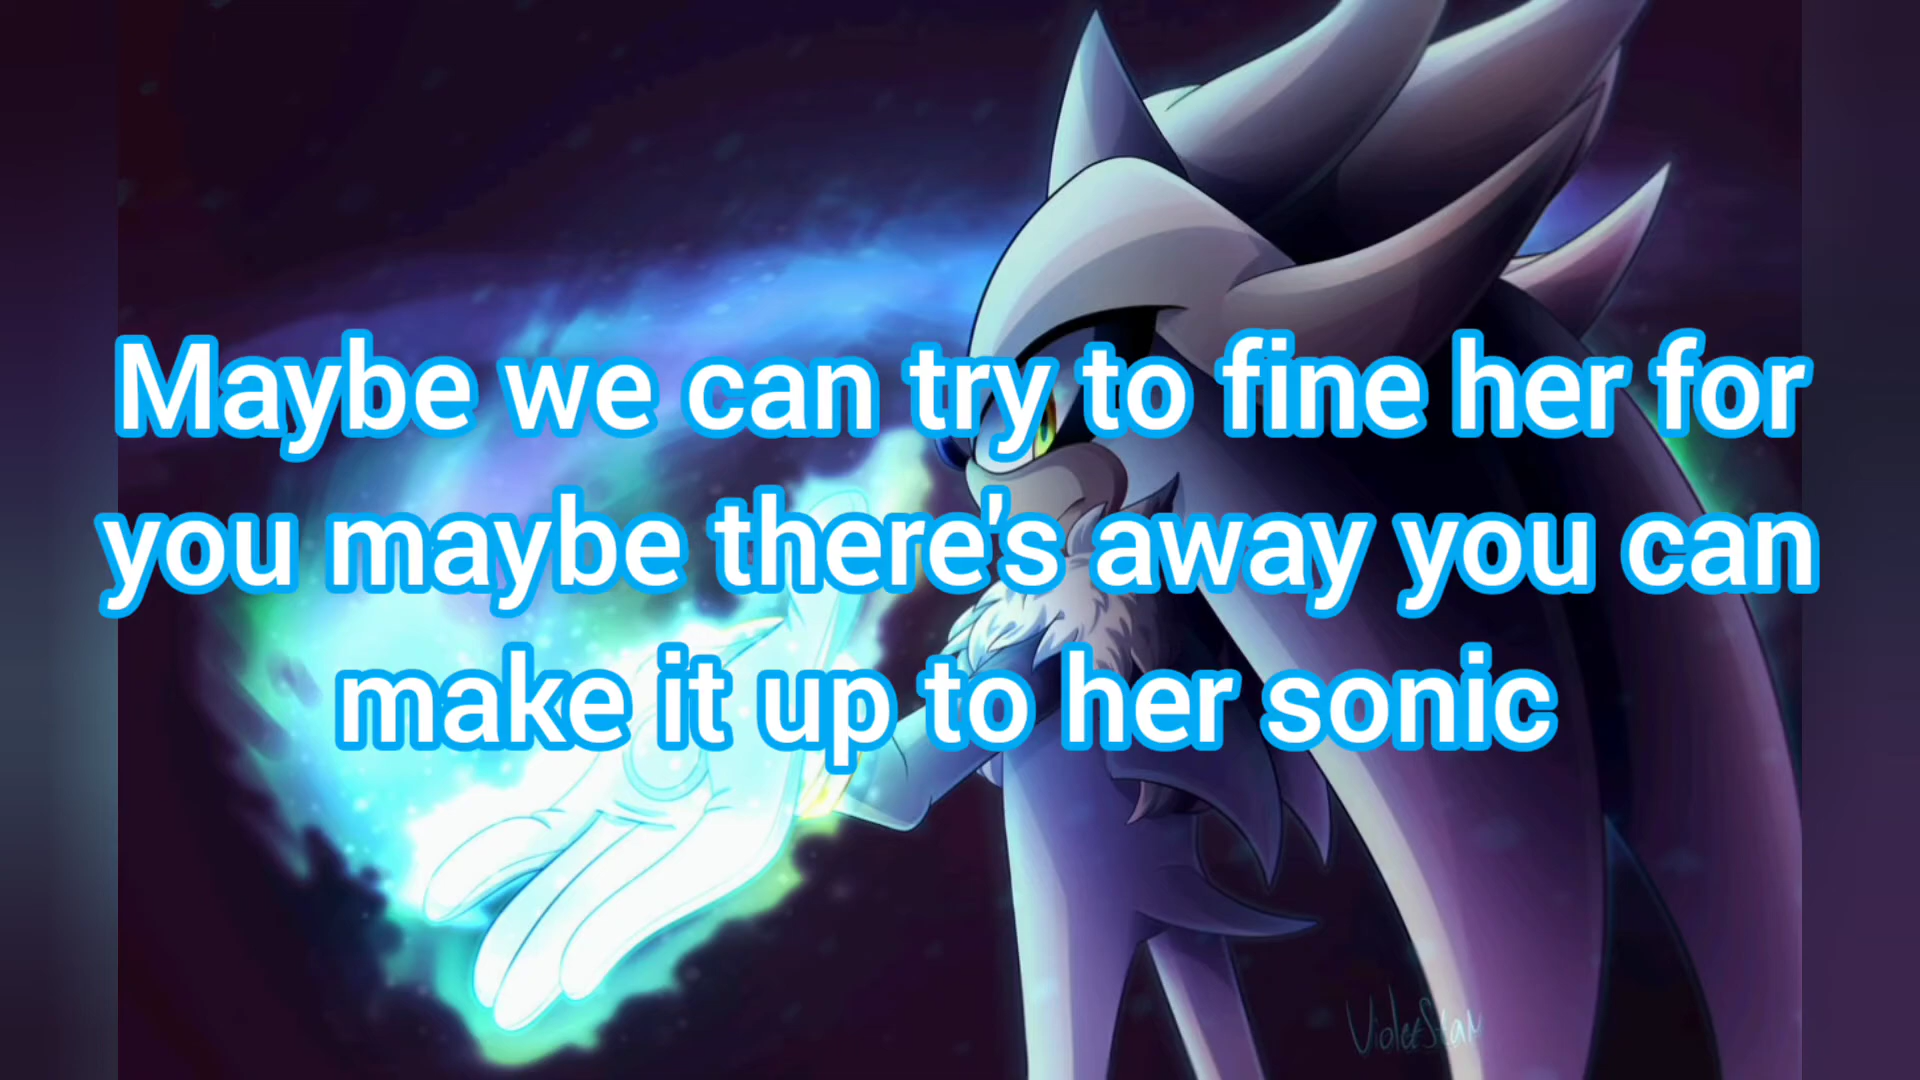 Maybe we can try to fine her for
you maybe there's away you can
make it up to her sonic
VioletStar